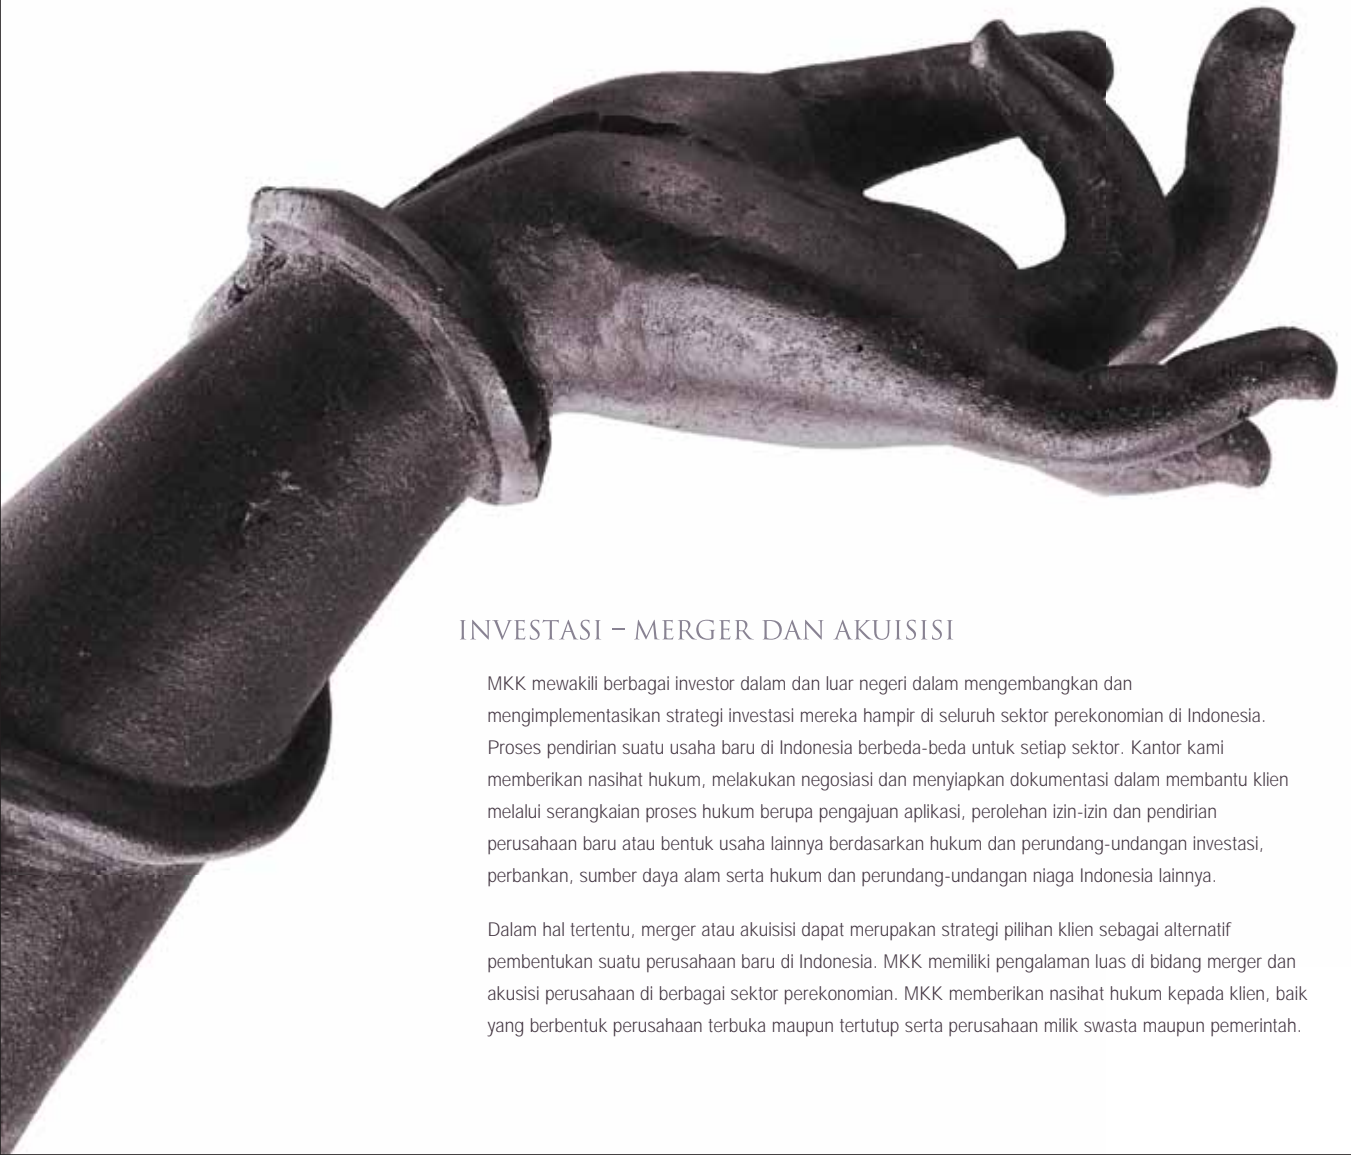 INVESTASI – MERGER DAN AKUISISI
MKK mewakili berbagai investor dalam dan luar negeri dalam mengembangkan dan
mengimplementasikan strategi investasi mereka hampir di seluruh sektor perekonomian di Indonesia.
Proses pendirian suatu usaha baru di Indonesia berbeda-beda untuk setiap sektor. Kantor kami
memberikan nasihat hukum, melakukan negosiasi dan menyiapkan dokumentasi dalam membantu klien
melalui serangkaian proses hukum berupa pengajuan aplikasi, perolehan izin-izin dan pendirian
perusahaan baru atau bentuk usaha lainnya berdasarkan hukum dan perundang-undangan investasi,
perbankan, sumber daya alam serta hukum dan perundang-undangan niaga Indonesia lainnya.
Dalam hal tertentu, merger atau akuisisi dapat merupakan strategi pilihan klien sebagai alternatif
pembentukan suatu perusahaan baru di Indonesia. MKK memiliki pengalaman luas di bidang merger dan
akusisi perusahaan di berbagai sektor perekonomian. MKK memberikan nasihat hukum kepada klien, baik
yang berbentuk perusahaan terbuka maupun tertutup serta perusahaan milik swasta maupun pemerintah.